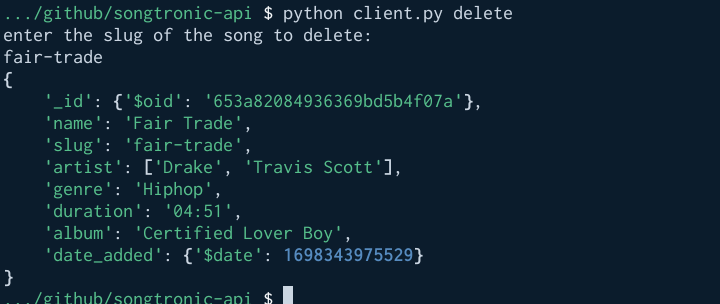 .../github/songtronic-api $ python client.py delete
enter the slug of the song to delete:
fair-trade
{
    '_id': {'$oid': '653a82084936369bd5b4f07a'},
    'name': 'Fair Trade',
    'slug': 'fair-trade',
    'artist': ['Drake', 'Travis Scott'],
    'genre': 'Hiphop',
    'duration': '04:51',
    'album': 'Certified Lover Boy',
    'date_added': {'$date': 1698343975529}
}
.../github/songtronic-api $